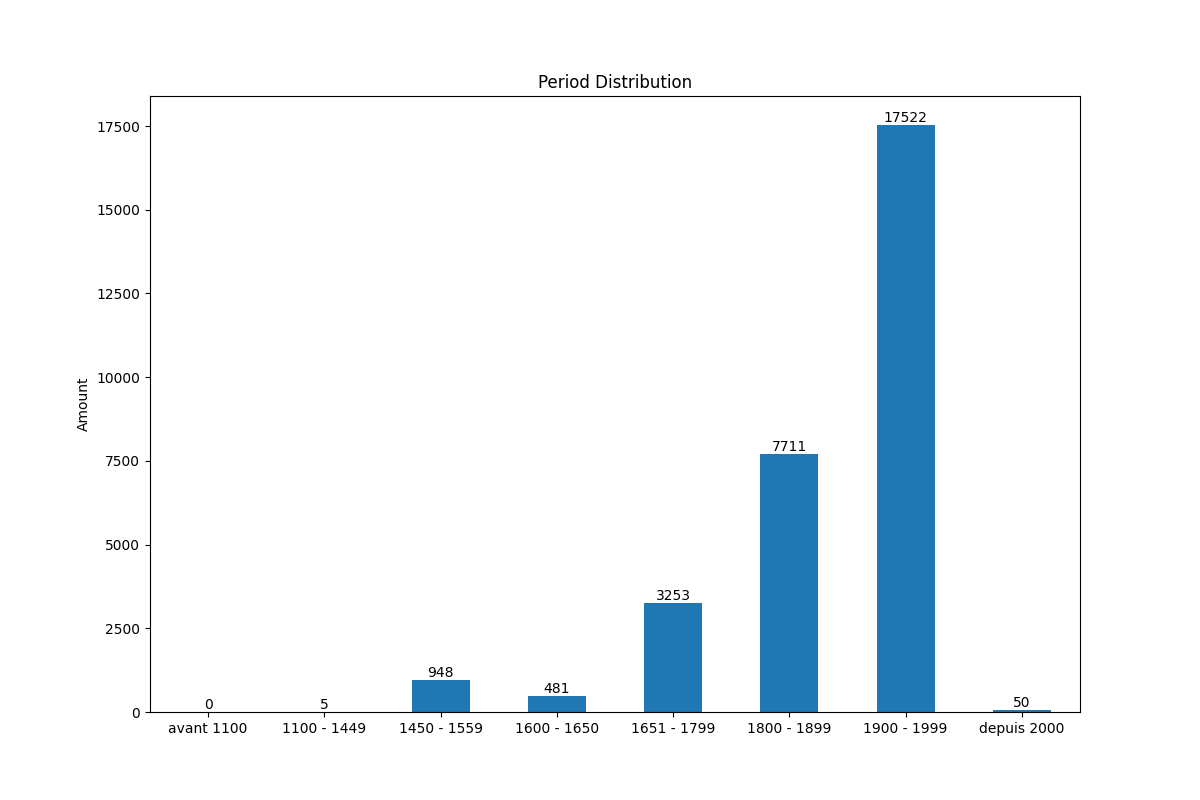 Period Distribution
Amount
17500
15000
12500
10000
7500
5000
2500
0
0
5
948
481
3253
7711
17522
50
avant 1100
1100 - 1449
1450 - 1559
1600 - 1650
1651 - 1799
1800 - 1899
1900 - 1999
depuis 2000